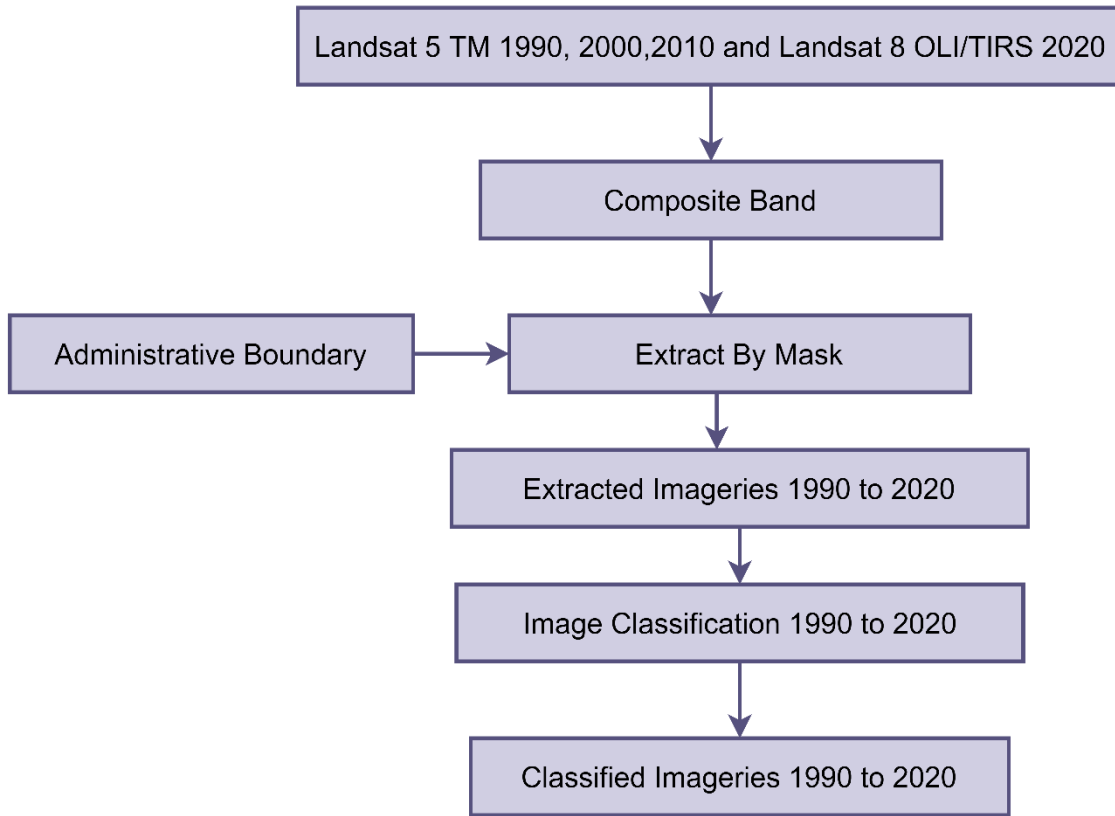 Landsat 5 TM 1990, 2000,2010 and Landsat 8 OLI/TIRS 2020
Composite Band
Administrative Boundary
Extract By Mask
Extracted Imageries 1990 to 2020
Image Classification 1990 to 2020
Classified Imageries 1990 to 2020